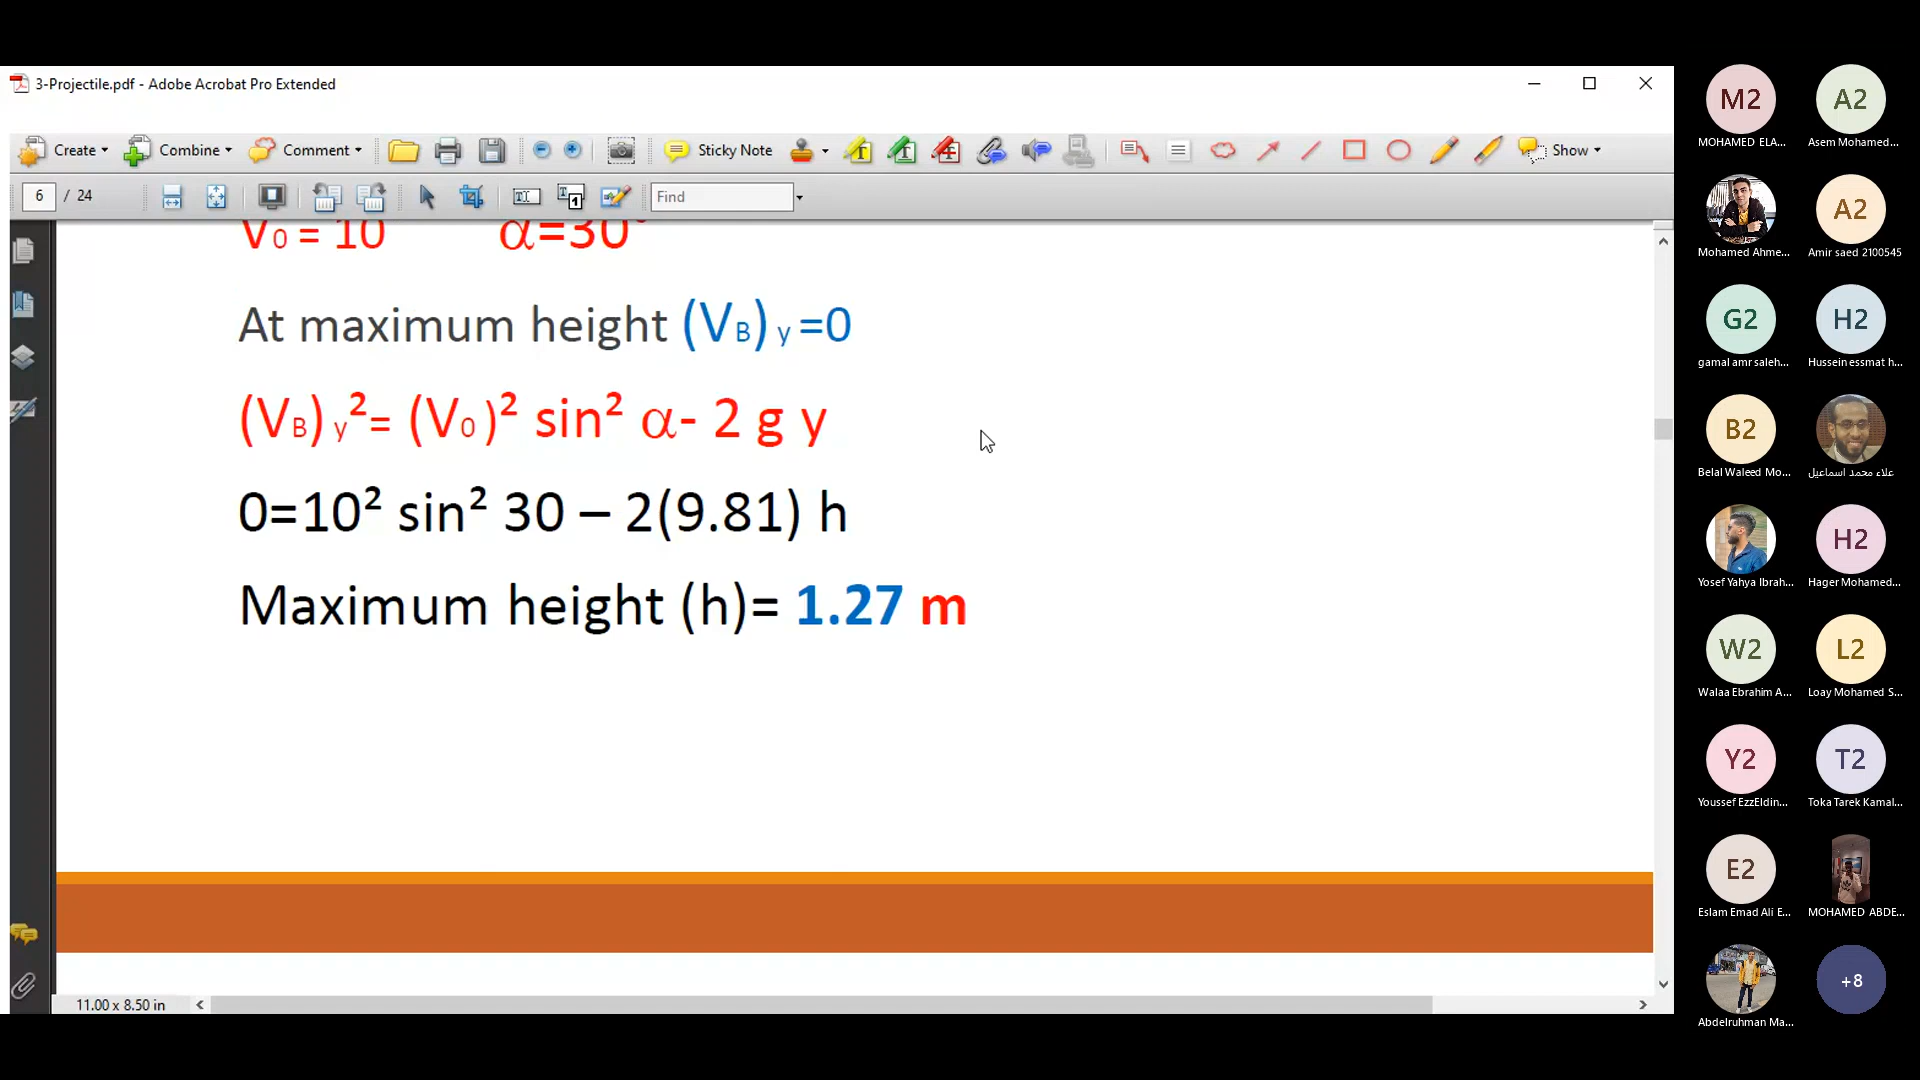 3-Projectile.pdf - Adobe Acrobat Pro Extended
Create Combine Comment Sticky Note Show
6 / 24 Find
V0 = 10 α=30°
At maximum height (VB) y =0
(VB) y²= (V0 )² sin² α- 2 g y
0=10² sin² 30 – 2(9.81) h
Maximum height (h)= 1.27 m
11.00 x 8.50 in
M2 A2
MOHAMED ELA... Asem Mohamed...
A2
Mohamed Ahme... Amir saed 2100545
G2 H2
gamal amr saleh... Hussein essmat h...
B2
Belal Waleed Mo... علاء محمد اسماعيل
H2
Yosef Yahya Ibrah... Hager Mohamed...
W2 L2
Walaa Ebrahim A... Loay Mohamed S...
Y2 T2
Youssef EzzEldin... Toka Tarek Kamal...
E2
Eslam Emad Ali E... MOHAMED ABDE...
+8
Abdelruhman Ma...